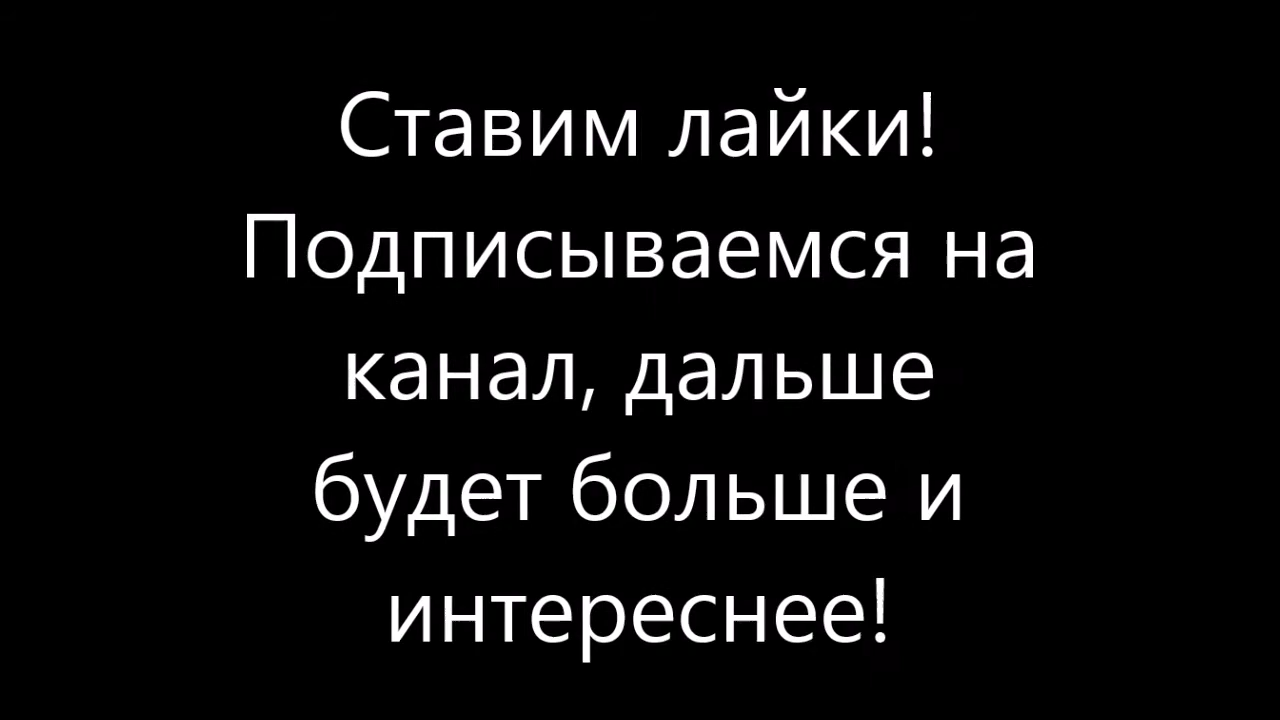 Ставим лайки!
Подписываемся на
канал, дальше
будет больше и
интереснее!